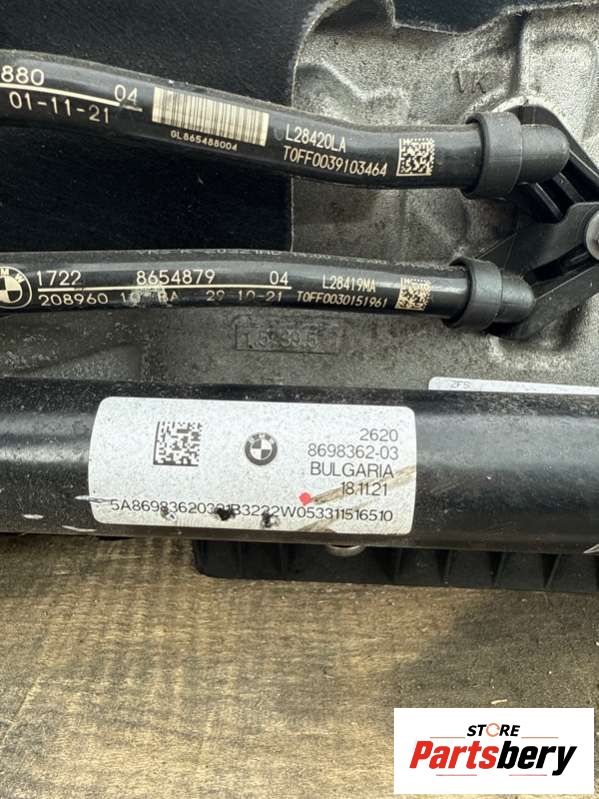 880 04
01-11-21
GL865488004
L28420LA
T0FF0039103464
VK
1722 8654879 04
208960 29-10-21
L28419MA
T0FF0030151961
ZFS
2620
8698362-03
BULGARIA
18.11.21
STORE
Partsbery